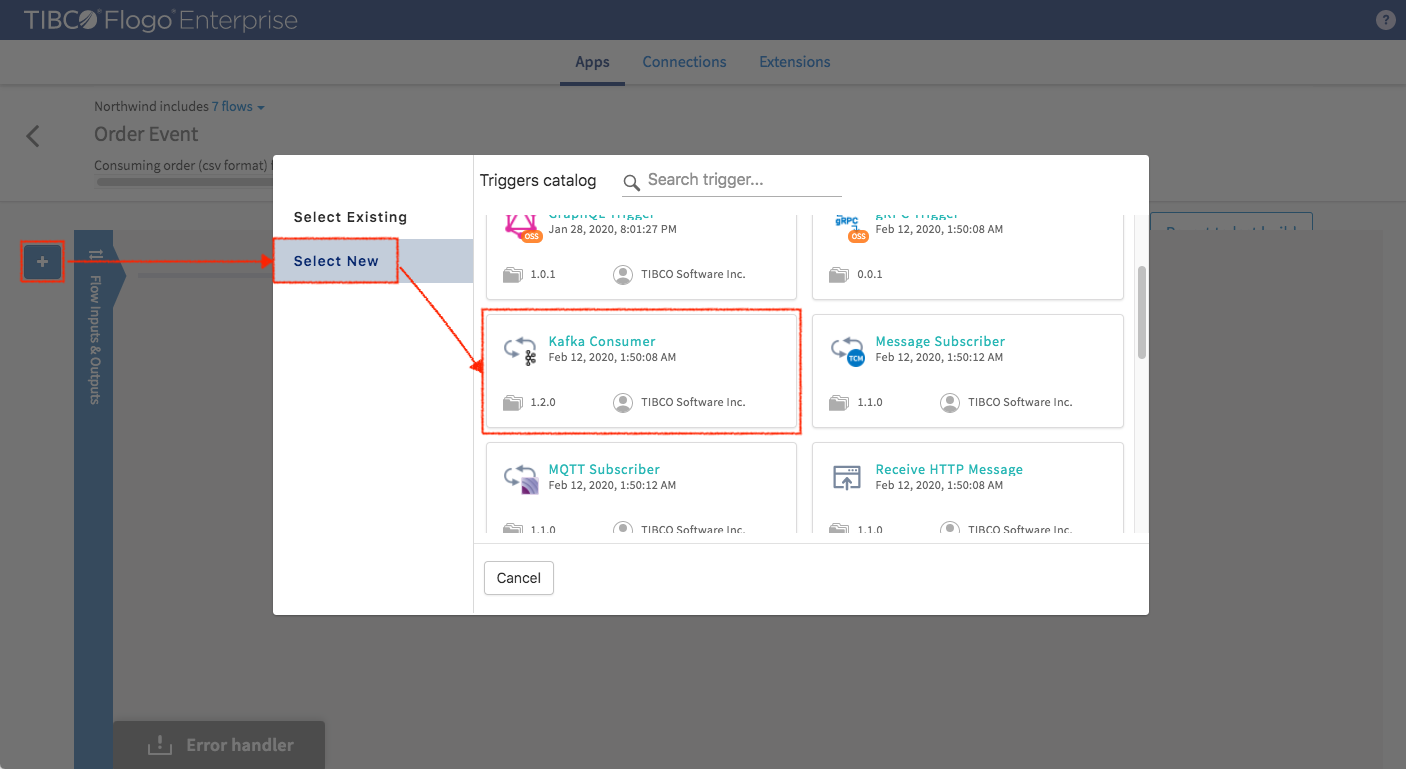 TIBCO Flogo® Enterprise
?
Apps
Connections
Extensions
Northwind includes 7 flows
Order Event
Consuming order (csv format)
Triggers catalog
Search trigger...
Select Existing
Select New
+
Flow Inputs & Outputs
GraphQL Trigger
Jan 28, 2020, 8:01:27 PM
OSS
1.0.1
TIBCO Software Inc.
gRPC Trigger
gRPC
Feb 12, 2020, 1:50:08 AM
OSS
0.0.1
Kafka Consumer
Feb 12, 2020, 1:50:08 AM
1.2.0
TIBCO Software Inc.
Message Subscriber
Feb 12, 2020, 1:50:12 AM
TCM
1.1.0
TIBCO Software Inc.
MQTT Subscriber
Feb 12, 2020, 1:50:12 AM
1.1.0
TIBCO Software Inc.
Receive HTTP Message
Feb 12, 2020, 1:50:08 AM
1.1.0
TIBCO Software Inc.
Cancel
Error handler